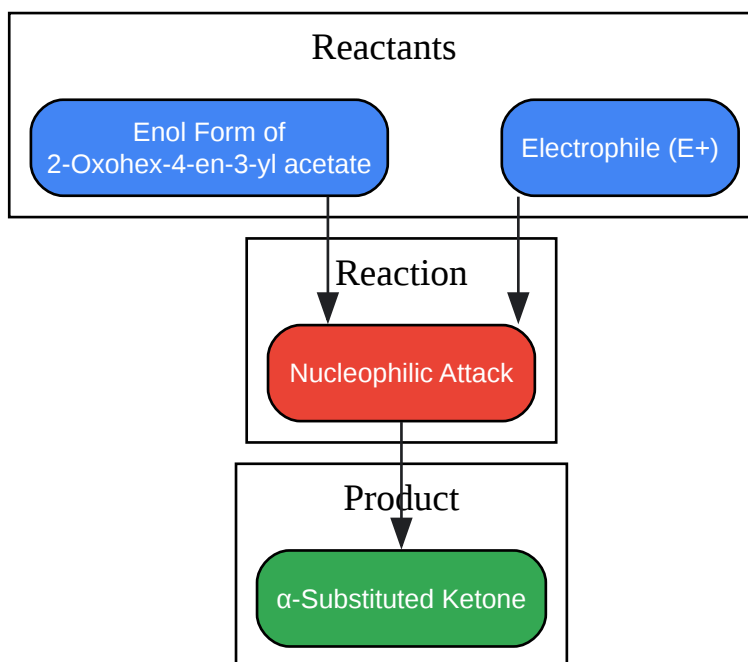 Reactants
Enol Form of
2-Oxohex-4-en-3-yl acetate
Electrophile (E+)
Reaction
Nucleophilic Attack
Product
α-Substituted Ketone